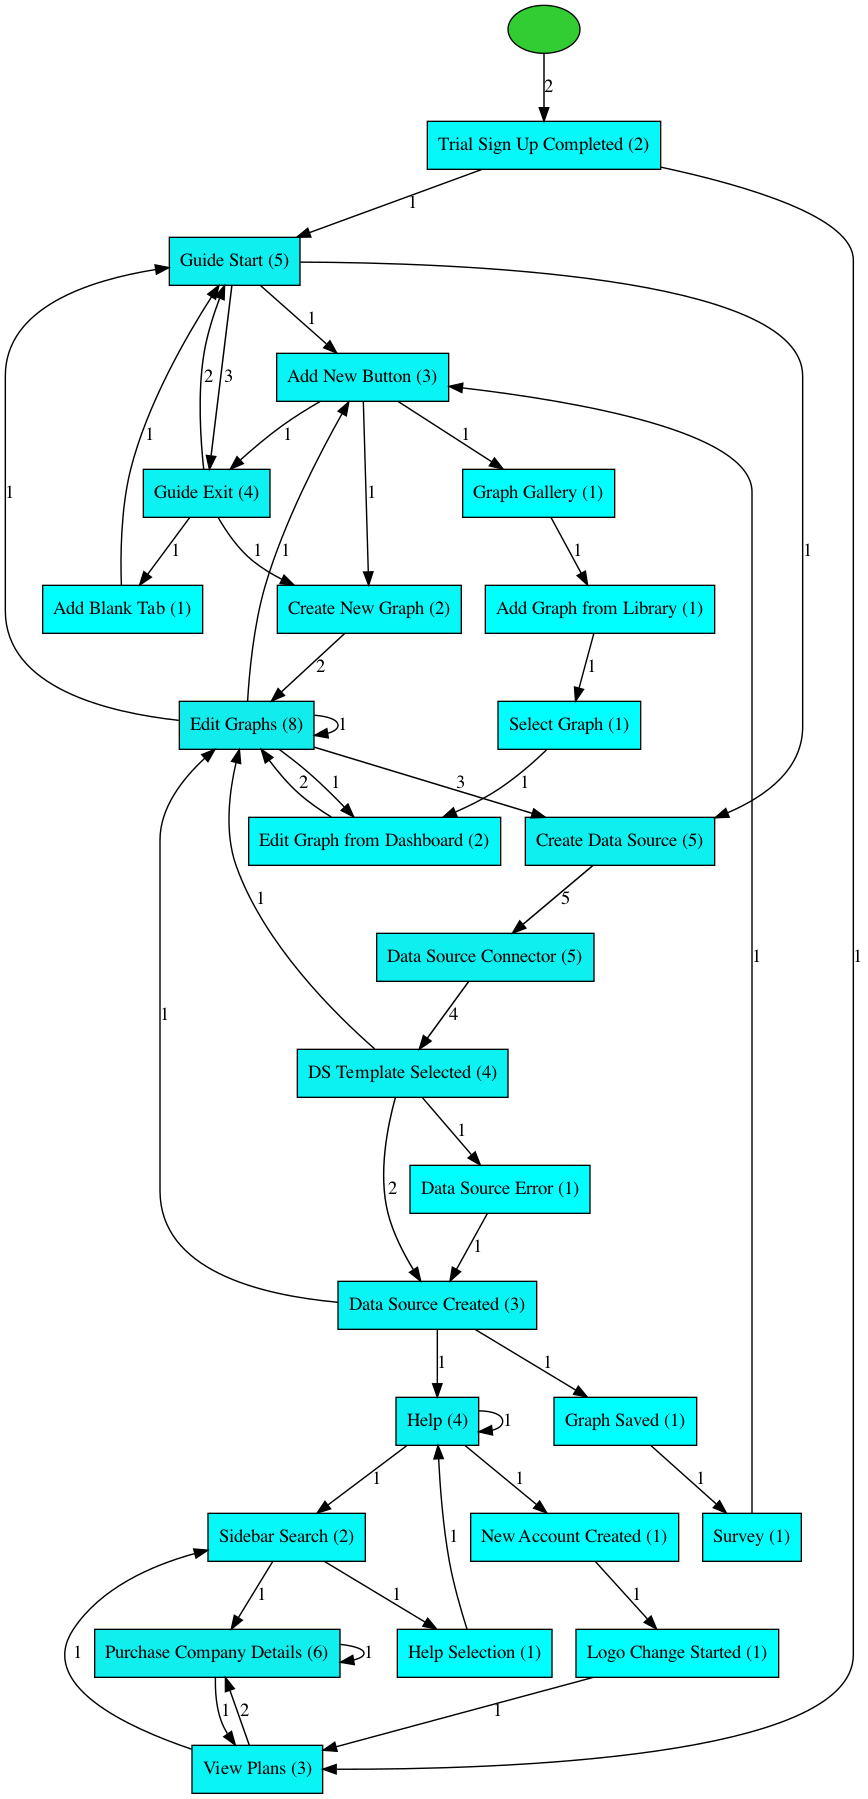 2
Trial Sign Up Completed (2)
1
Guide Start (5)
1
Add New Button (3)
2
3
1
1
1
1
Guide Exit (4)
Graph Gallery (1)
1
1
1
1
1
1
Add Blank Tab (1)
Create New Graph (2)
Add Graph from Library (1)
2
1
Edit Graphs (8)
1
Select Graph (1)
2
1
3
1
Edit Graph from Dashboard (2)
Create Data Source (5)
1
5
Data Source Connector (5)
1
1
1
4
DS Template Selected (4)
1
2
1
Data Source Error (1)
1
Data Source Created (3)
1
1
Help (4)
1
Graph Saved (1)
1
1
1
Sidebar Search (2)
1
New Account Created (1)
Survey (1)
1
1
1
Purchase Company Details (6)
1
1
Help Selection (1)
Logo Change Started (1)
1
2
1
View Plans (3)